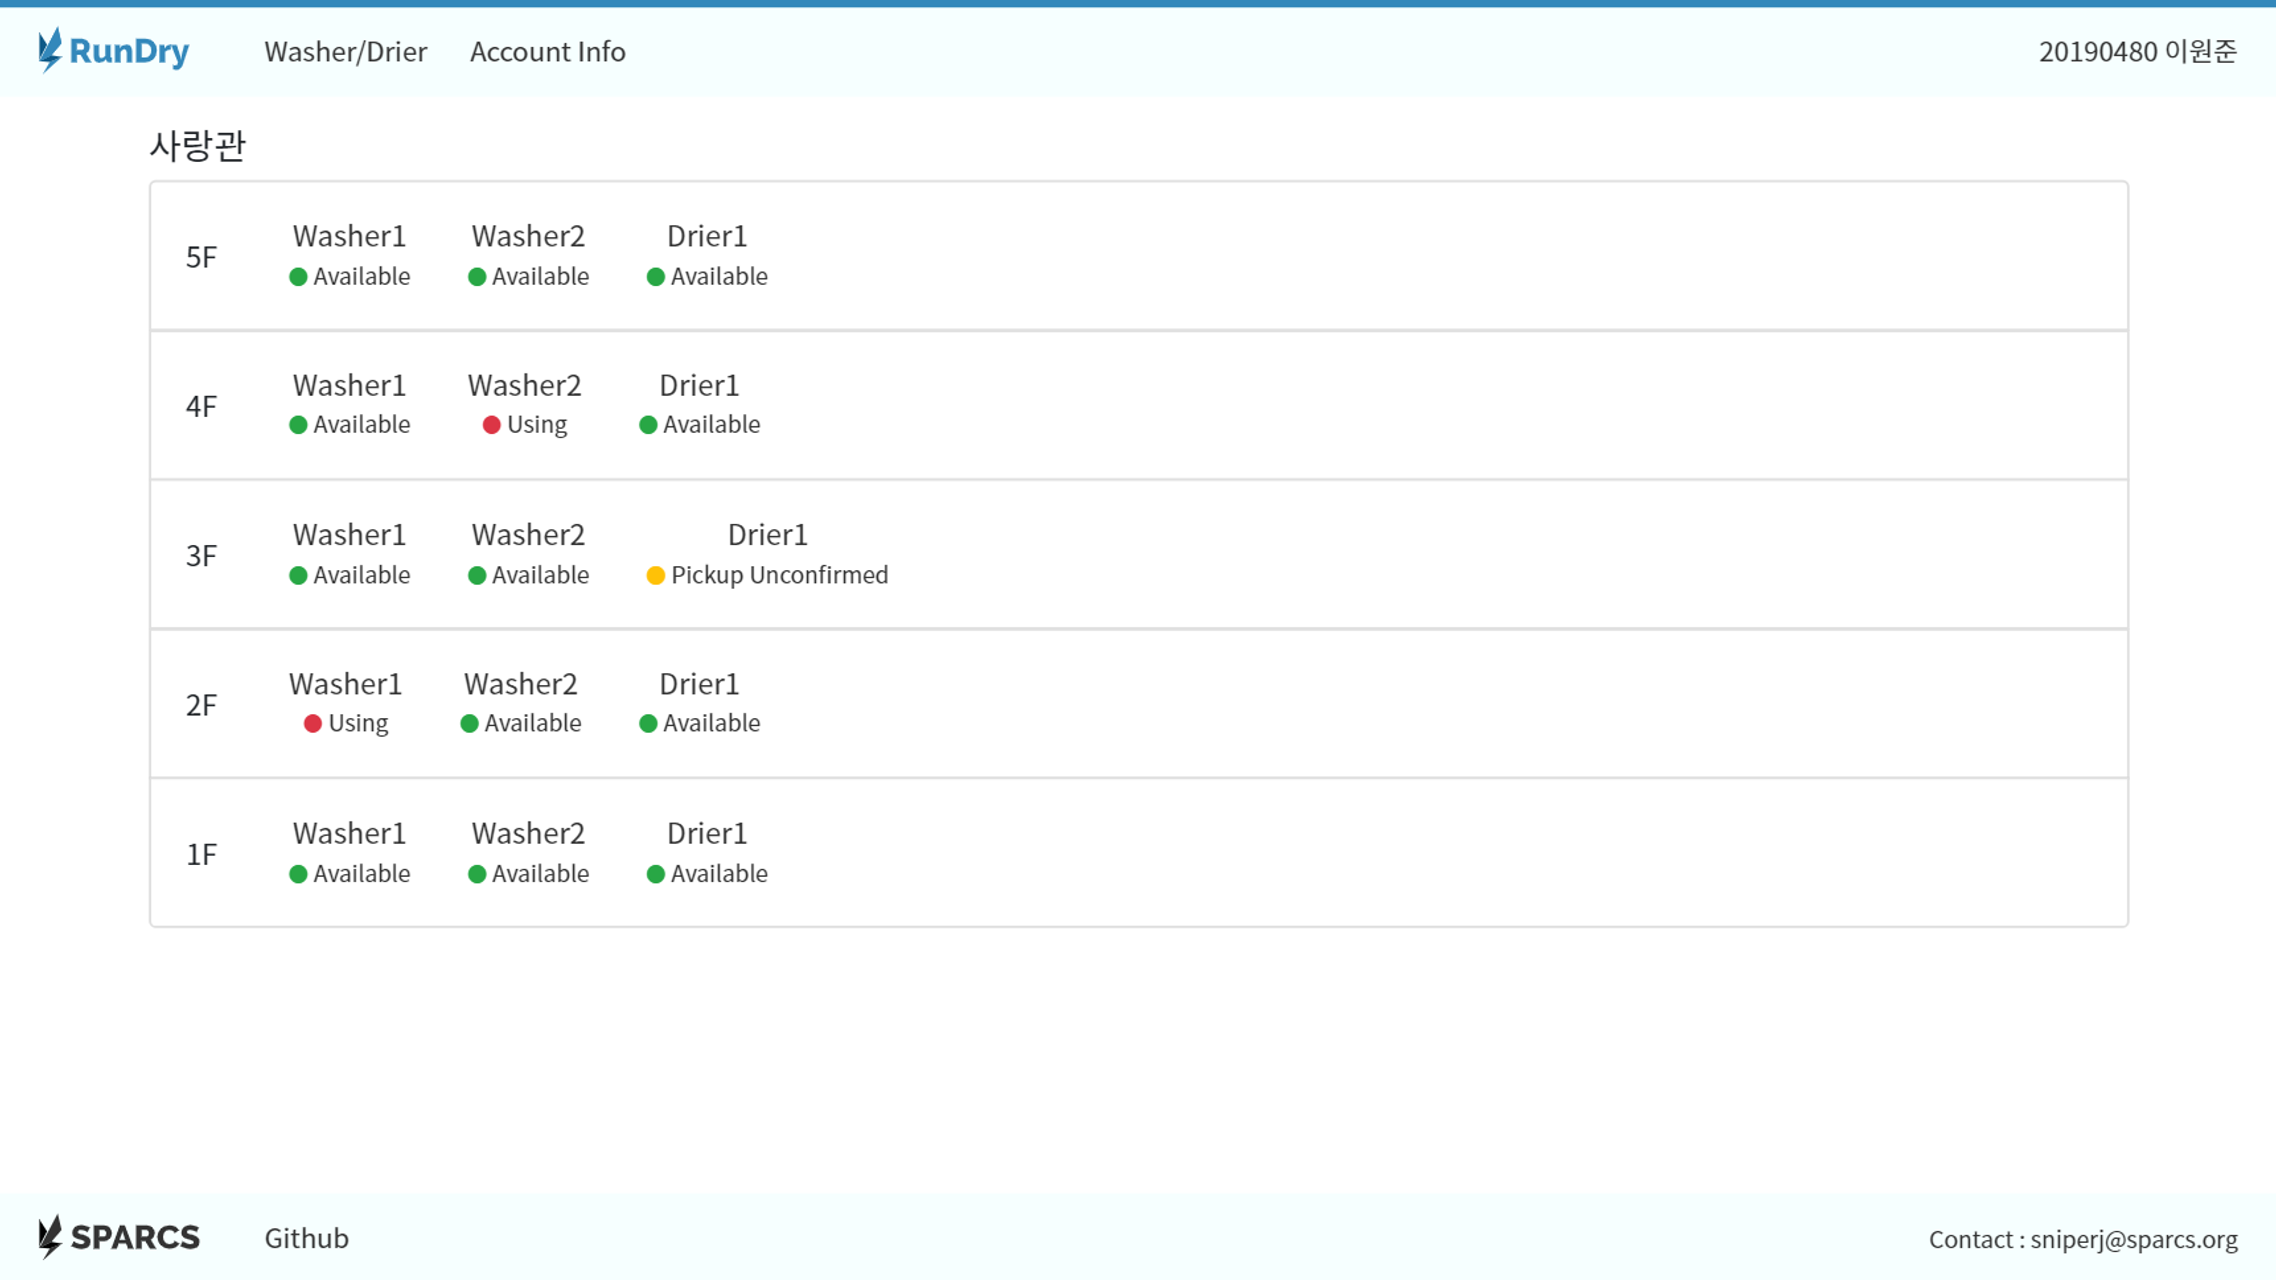 RunDry Washer/Drier Account Info 20190480 이원준
사랑관
5F Washer1 Washer2 Drier1
Available Available Available
4F Washer1 Washer2 Drier1
Available Using Available
3F Washer1 Washer2 Drier1
Available Available Pickup Unconfirmed
2F Washer1 Washer2 Drier1
Using Available Available
1F Washer1 Washer2 Drier1
Available Available Available
SPARCS Github Contact : sniperj@sparcs.org